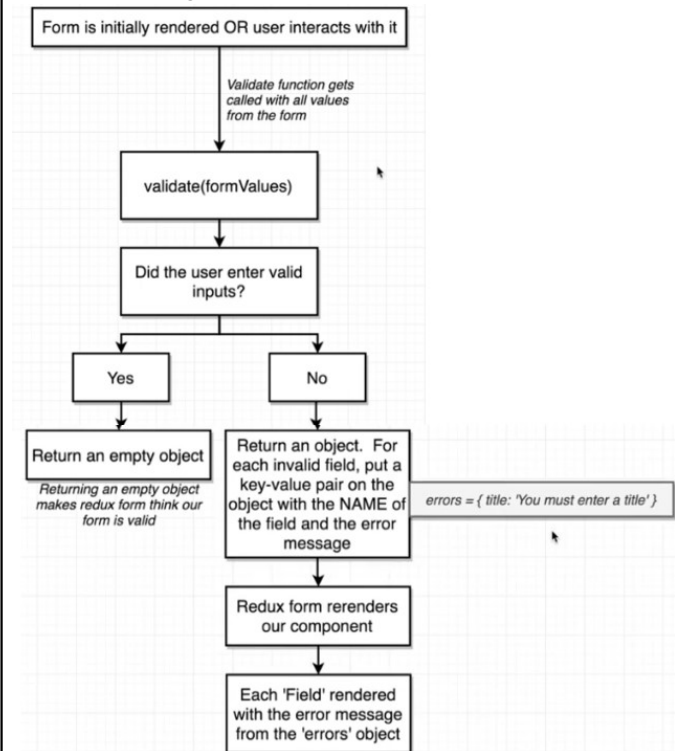 Form is initially rendered OR user interacts with it
Validate function gets
called with all values
from the form
validate(formValues)
Did the user enter valid
inputs?
Yes
No
Return an empty object
Returning an empty object
makes redux form think our
form is valid
Return an object. For
each invalid field, put a
key-value pair on the
object with the NAME of
the field and the error
message
errors = { title: 'You must enter a title' }
Redux form rerenders
our component
Each 'Field' rendered
with the error message
from the 'errors' object